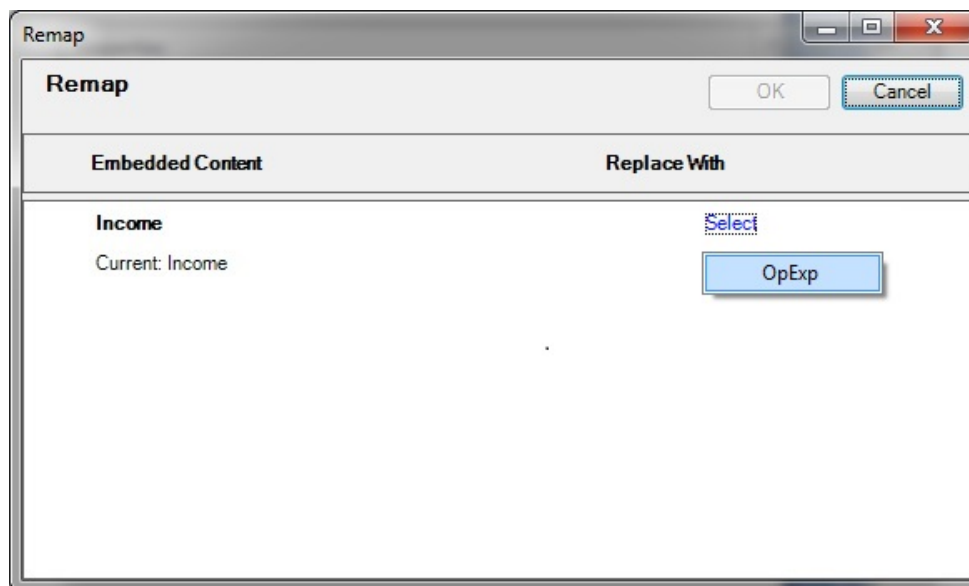 Remap
Remap
OK
Cancel
Embedded Content
Replace With
Income
Select
Current: Income
OpExp